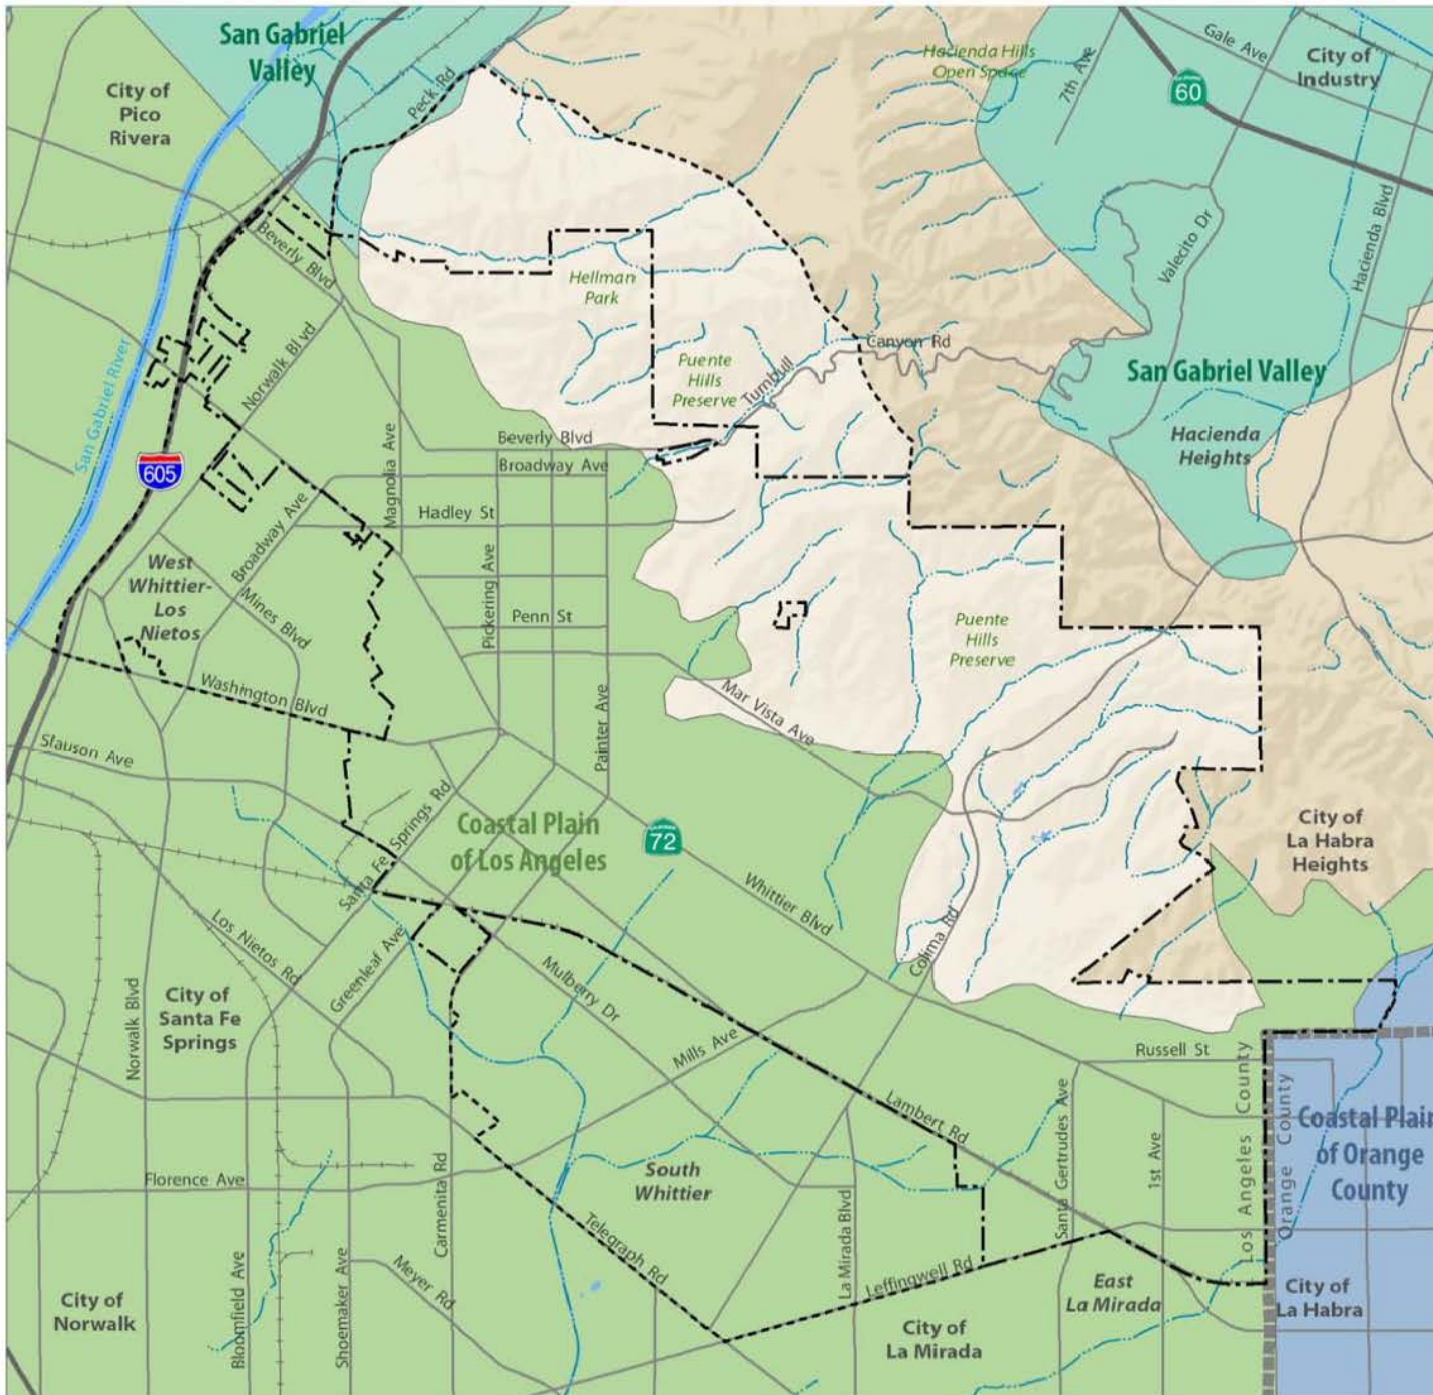 San Gabriel
Valley
City of
Pico
Rivera
Peck Rd
Hacienda Hills
Open Space
7th Ave
Gale Ave
City of
Industry
60
Beverly Blvd
Hellman
Park
Valecito Dr
Hacienda Blvd
San Gabriel River
Norwalk Blvd
Puente
Hills
Preserve
Turnbull
Canyon Rd
San Gabriel Valley
Hacienda
Heights
605
Magnolia Ave
Beverly Blvd
Broadway Ave
Hadley St
West
Whittier-
Los
Nietos
Broadway Ave
Mines Blvd
Pickering Ave
Penn St
Puente
Hills
Preserve
Washington Blvd
Painter Ave
Mar Vista Ave
Slauson Ave
Santa Fe Springs Rd
Coastal Plain
of Los Angeles
72
City of
La Habra
Heights
Whittier Blvd
Colima Rd
Los Nietos Rd
Greenleaf Ave
Mulberry Dr
City of
Santa Fe
Springs
Norwalk Blvd
Mills Ave
Russell St
Los Angeles County
Orange County
Coastal Plain
of Orange
County
Lambert Rd
Santa Gertrudes Ave
1st Ave
Florence Ave
Carmenita Rd
South
Whittier
La Mirada Blvd
Telegraph Rd
Leffingwell Rd
City of
Norwalk
Bloomfield Ave
Shoemaker Ave
Meyer Rd
East
La Mirada
City of
La Habra
City of
La Mirada